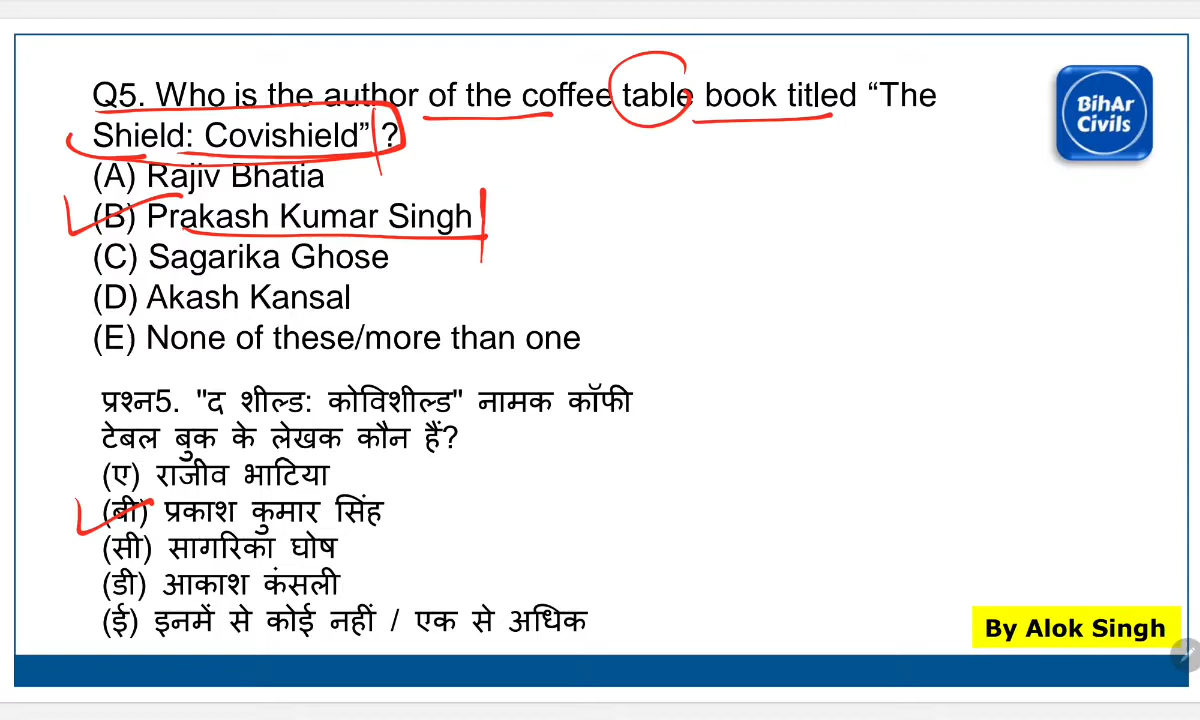 Q5. Who is the author of the coffee table book titled “The
Shield: Covishield” ?
(A) Rajiv Bhatia
(B) Prakash Kumar Singh
(C) Sagarika Ghose
(D) Akash Kansal
(E) None of these/more than one
BihAr
Civils
प्रश्न5. "द शील्ड: कोविशील्ड" नामक कॉफी
टेबल बुक के लेखक कौन हैं?
(ए) राजीव भाटिया
(बी) प्रकाश कुमार सिंह
(सी) सागरिका घोष
(डी) आकाश कंसली
(ई) इनमें से कोई नहीं / एक से अधिक
By Alok Singh